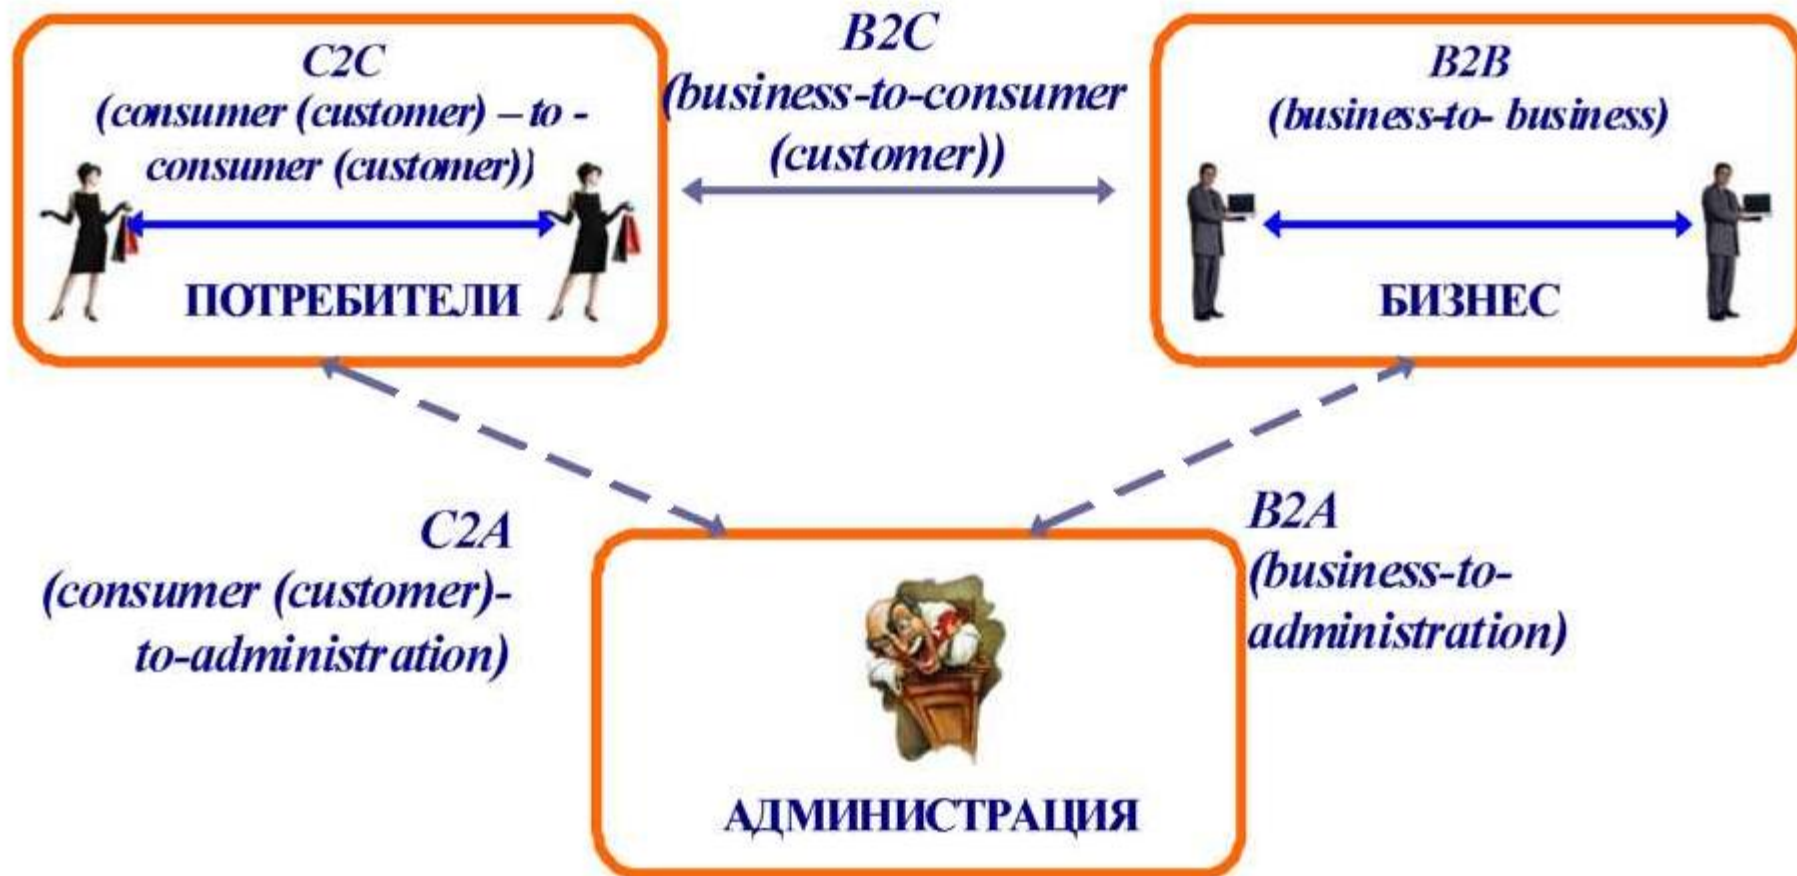 C2C
(consumer (customer) – to -
consumer (customer))
ПОТРЕБИТЕЛИ
B2C
(business-to-consumer
(customer))
B2B
(business-to- business)
БИЗНЕС
C2A
(consumer (customer)-
to-administration)
B2A
(business-to-
administration)
АДМИНИСТРАЦИЯ